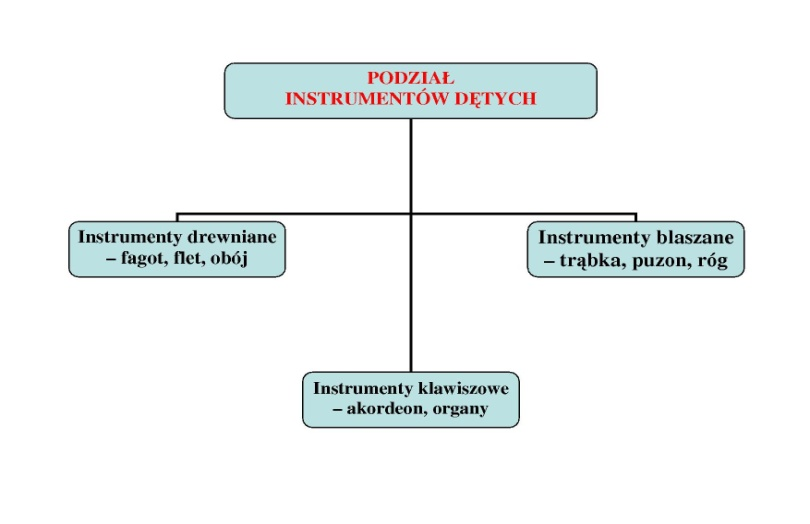 PODZIAŁ
INSTRUMENTÓW DĘTYCH
Instrumenty drewniane
– fagot, flet, obój
Instrumenty blaszane
– trąbka, puzon, róg
Instrumenty klawiszowe
– akordeon, organy